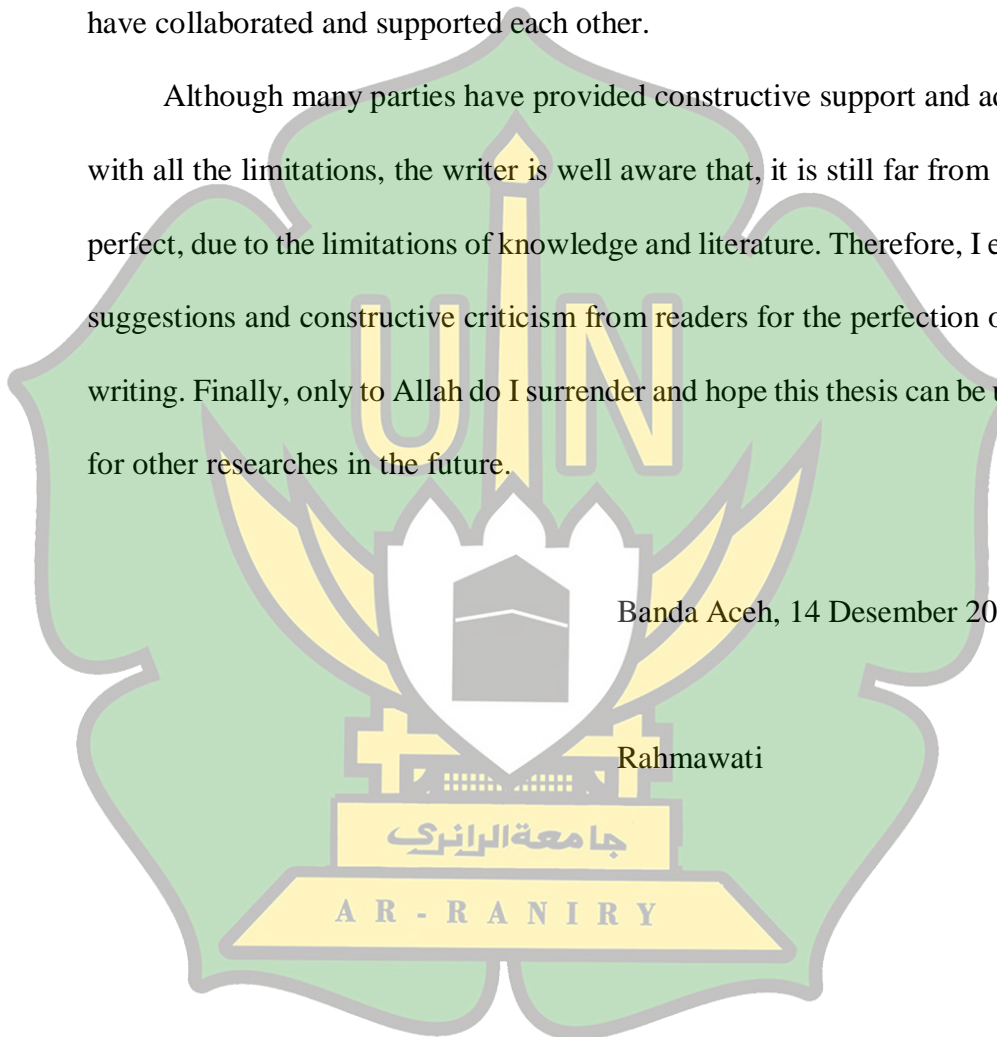 have collaborated and supported each other.
Although many parties have provided constructive support and
with all the limitations, the writer is well aware that, it is still far from
perfect, due to the limitations of knowledge and literature. Therefore, I
suggestions and constructive criticism from readers for the perfection
writing. Finally, only to Allah do I surrender and hope this thesis can be
for other researches in the future.
UIN
Banda Aceh, 14 Desember 20
Rahmawati
جامعة الرانري
AR-RANIRY